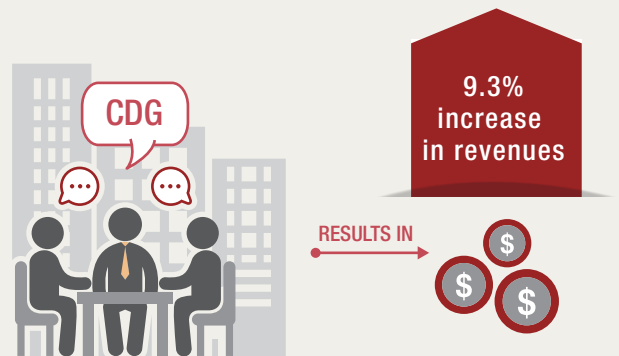 CDG
9.3%
increase
in revenues
RESULTS IN
$
$
$